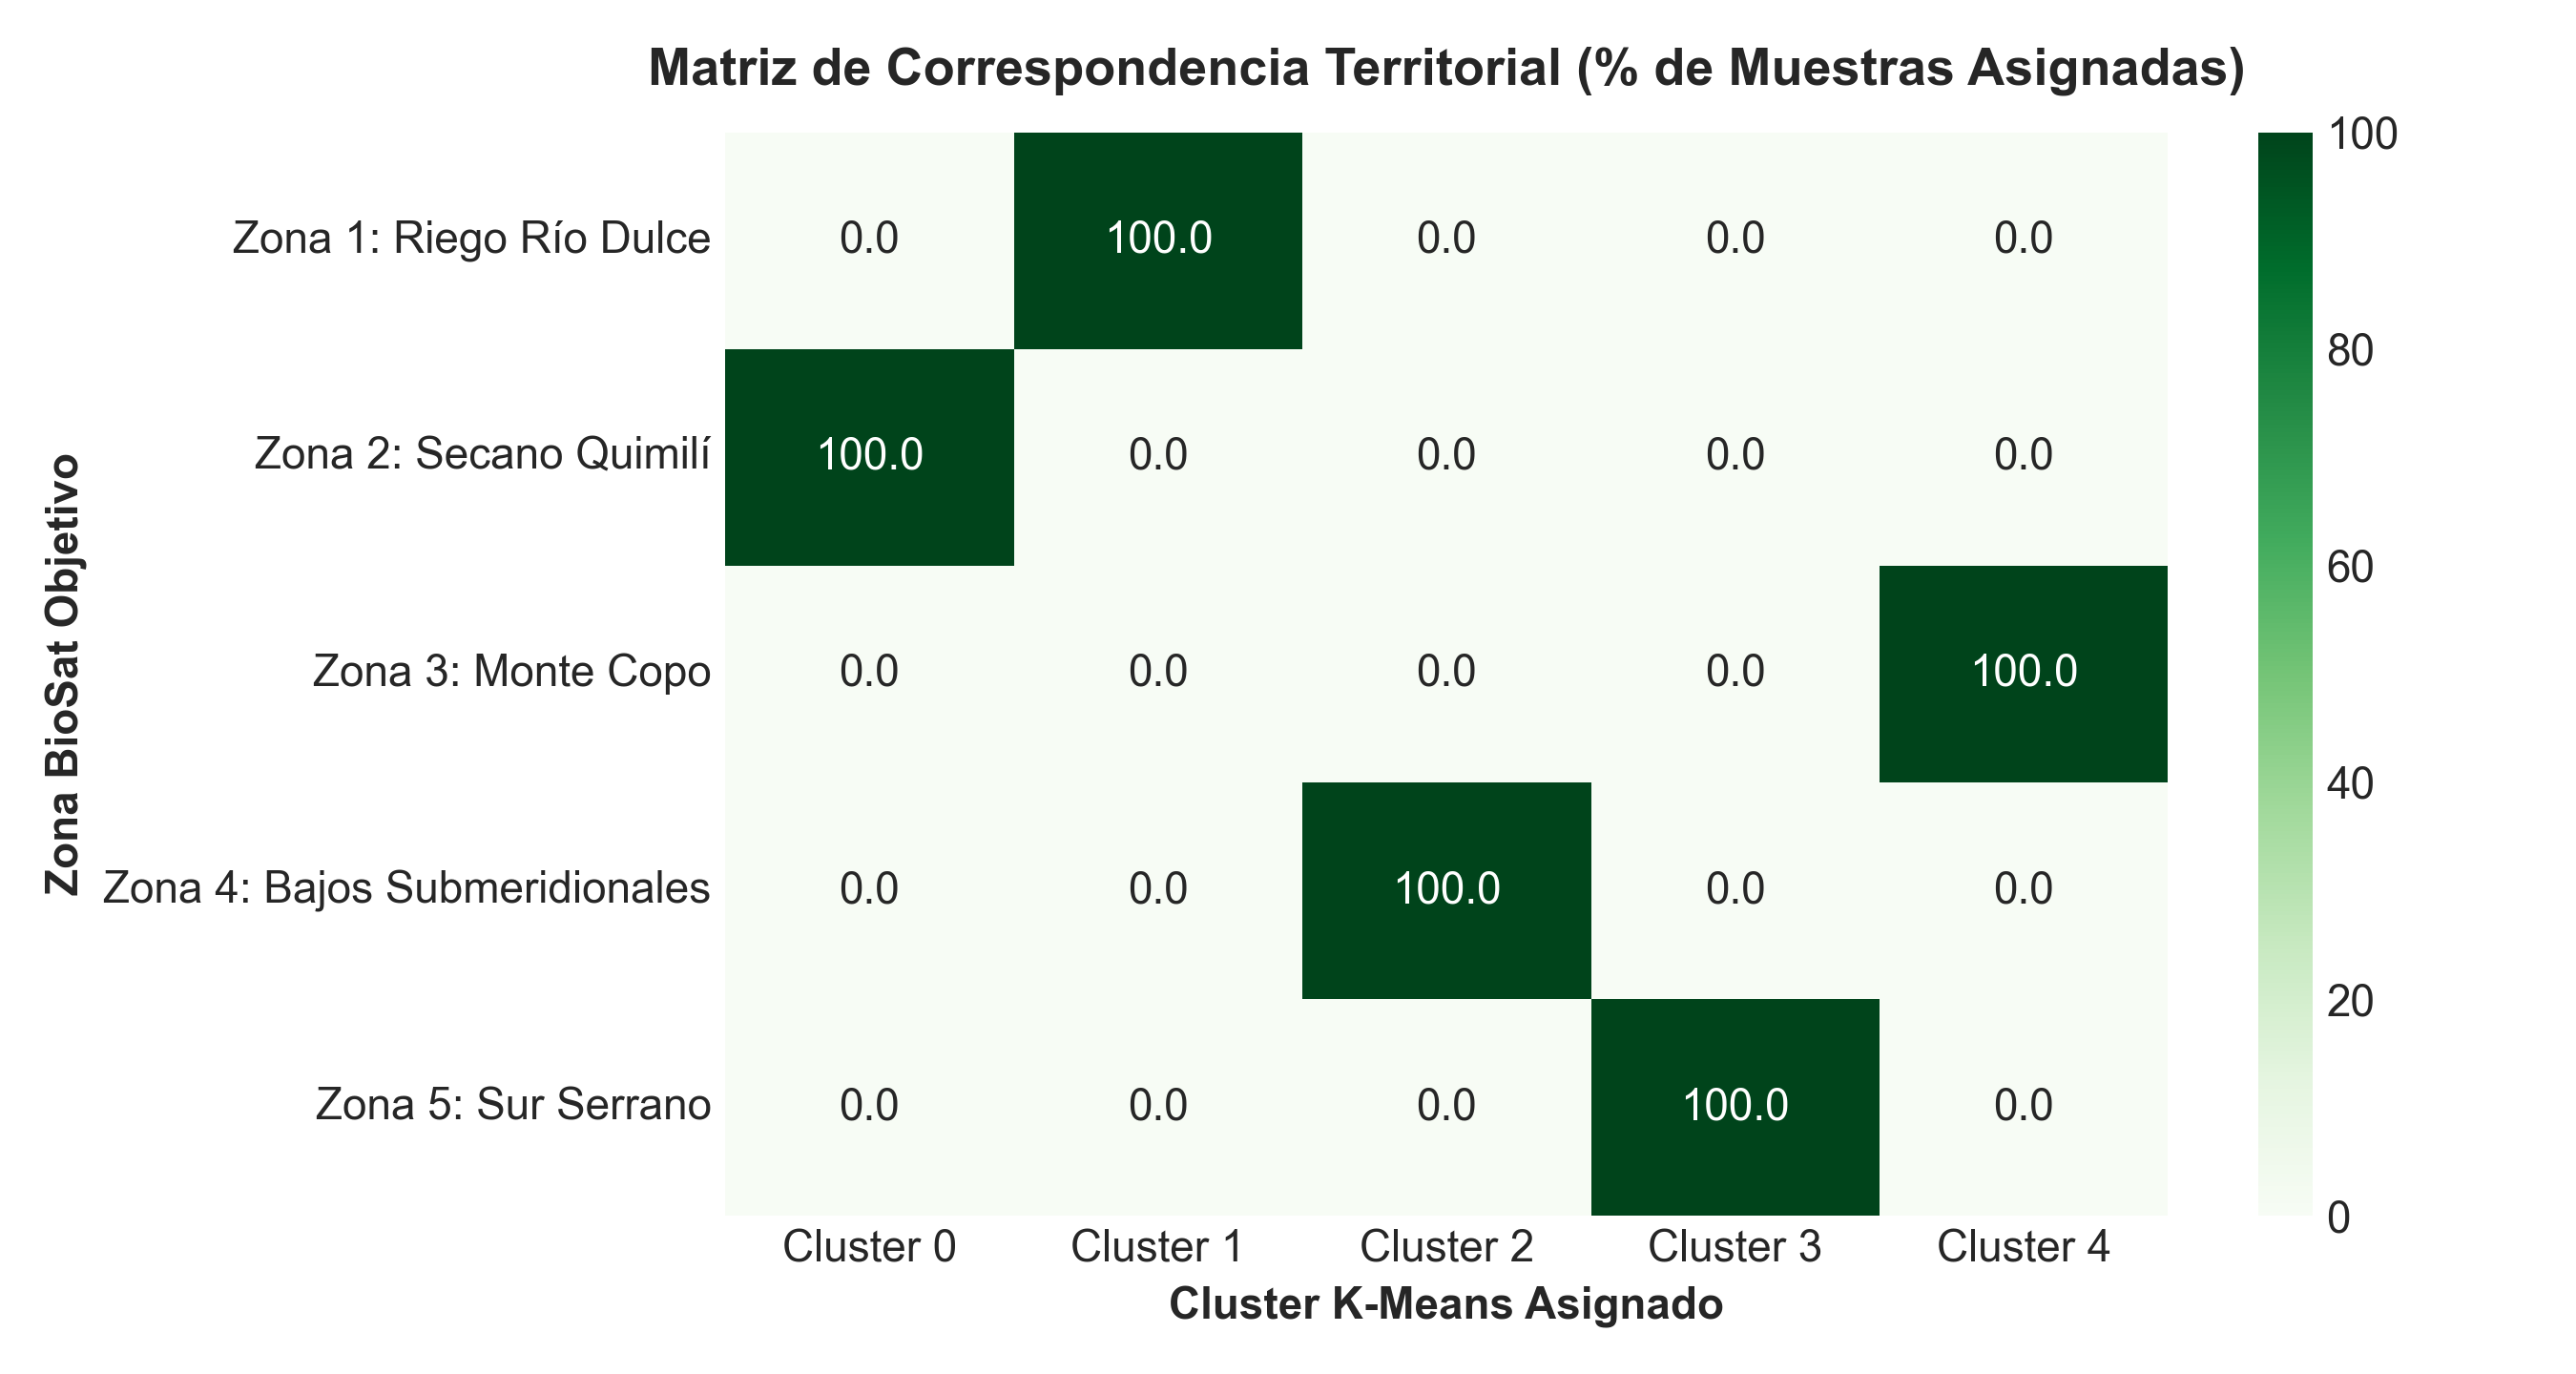 Matriz de Correspondencia Territorial (% de Muestras Asignadas)
Zona BioSat Objetivo
Zona 1: Riego Río Dulce 0.0 100.0 0.0 0.0 0.0
Zona 2: Secano Quimilí 100.0 0.0 0.0 0.0 0.0
Zona 3: Monte Copo 0.0 0.0 0.0 0.0 100.0
Zona 4: Bajos Submeridionales 0.0 0.0 100.0 0.0 0.0
Zona 5: Sur Serrano 0.0 0.0 0.0 100.0 0.0
Cluster 0 Cluster 1 Cluster 2 Cluster 3 Cluster 4
Cluster K-Means Asignado
100
80
60
40
20
0